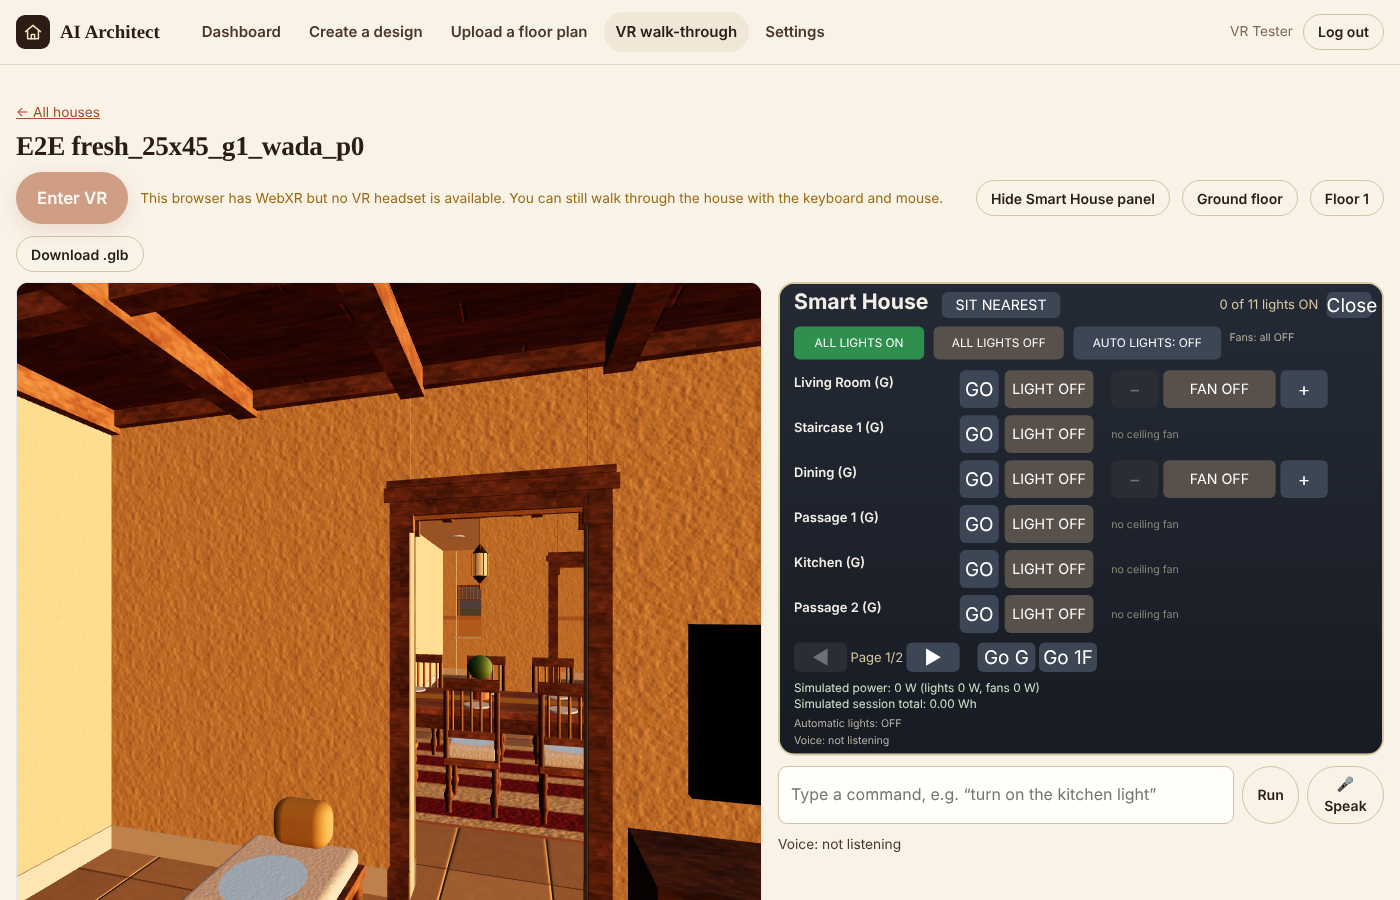 AI Architect Dashboard Create a design Upload a floor plan VR walk-through Settings VR Tester Log out
← All houses
E2E fresh_25x45_g1_wada_p0
Enter VR This browser has WebXR but no VR headset is available. You can still walk through the house with the keyboard and mouse. Hide Smart House panel Ground floor Floor 1
Download .glb
Smart House SIT NEAREST 0 of 11 lights ON Close
ALL LIGHTS ON ALL LIGHTS OFF AUTO LIGHTS: OFF Fans: all OFF
Living Room (G) GO LIGHT OFF − FAN OFF +
Staircase 1 (G) GO LIGHT OFF no ceiling fan
Dining (G) GO LIGHT OFF − FAN OFF +
Passage 1 (G) GO LIGHT OFF no ceiling fan
Kitchen (G) GO LIGHT OFF no ceiling fan
Passage 2 (G) GO LIGHT OFF no ceiling fan
◀ Page 1/2 ▶ Go G Go 1F
Simulated power: 0 W (lights 0 W, fans 0 W)
Simulated session total: 0.00 Wh
Automatic lights: OFF
Voice: not listening
Type a command, e.g. “turn on the kitchen light” Run 🎤 Speak
Voice: not listening